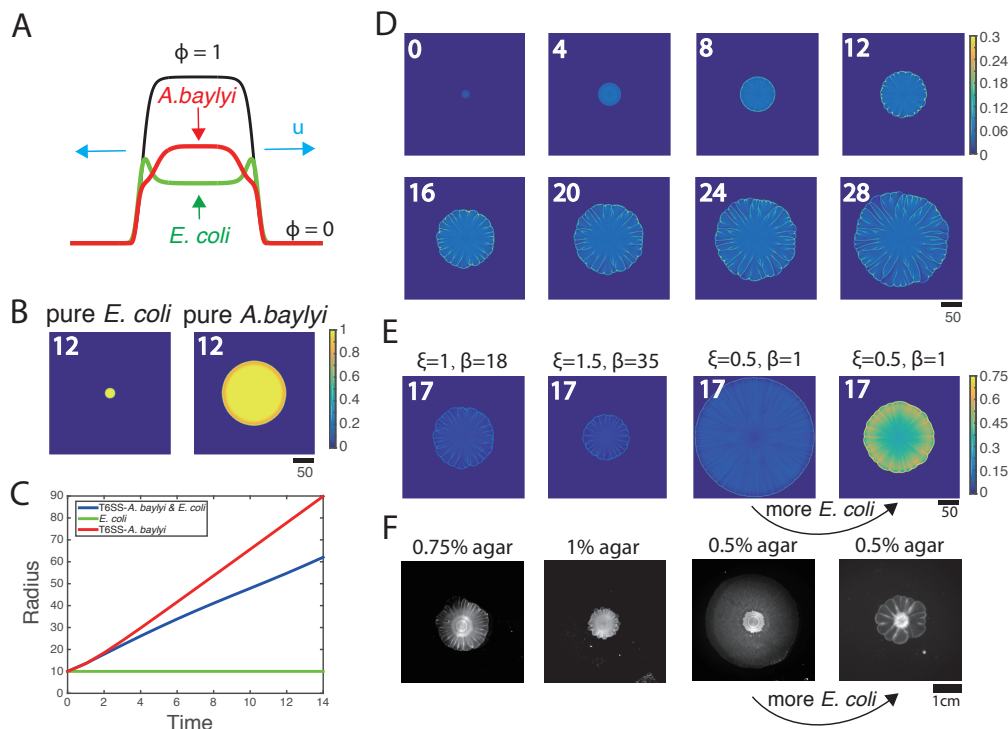 A
ϕ = 1
A.baylyi
u
E. coli
ϕ = 0
B
pure E. coli
pure A.baylyi
12
12
1
0.8
0.6
0.4
0.2
0
50
C
90
80
70
60
50
40
30
20
10
0
Radius
T6SS-A. baylyi & E. coli
E. coli
T6SS-A. baylyi
0 2 4 6 8 10 12 14
Time
D
0
4
8
12
0.3
0.24
0.18
0.12
0.06
0
16
20
24
28
50
E
ξ=1, β=18
ξ=1.5, β=35
ξ=0.5, β=1
ξ=0.5, β=1
17
17
17
17
0.75
0.6
0.45
0.3
0.15
0
more E. coli
50
F
0.75% agar
1% agar
0.5% agar
0.5% agar
more E. coli
1cm